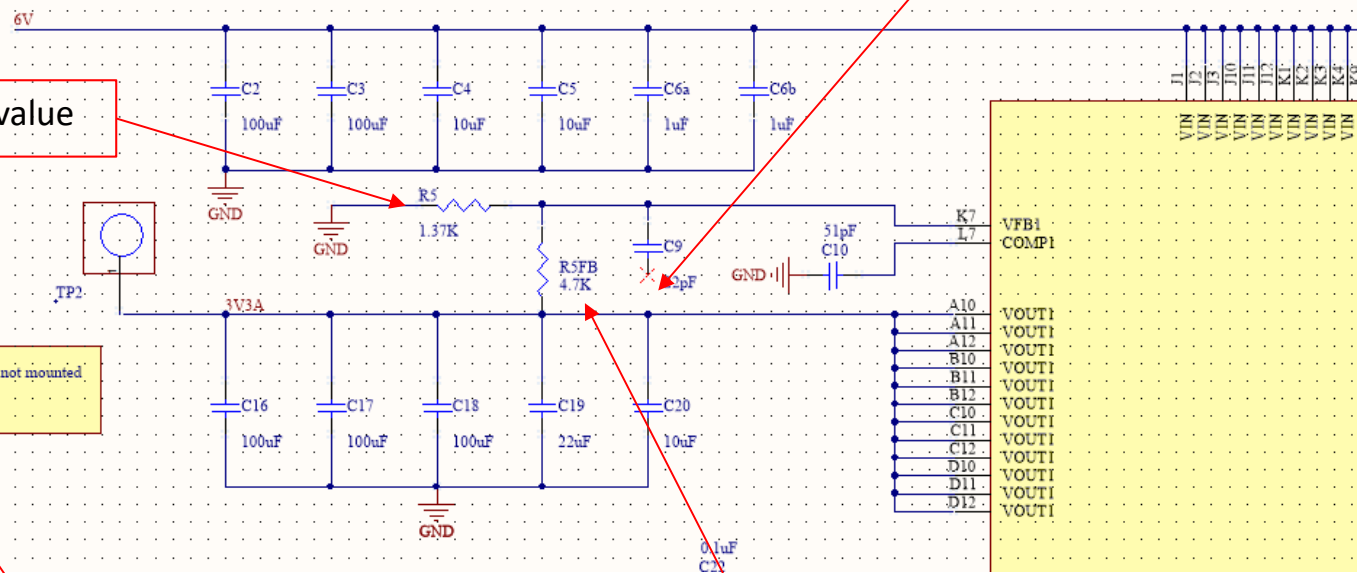 6V
J1 J2 J3 J10 J11 J12 K1 K2 K3 K4
C2 C3 C4 C5 C6a C6b
value
100uF 100uF 10uF 10uF 1uF 1uF
VIN VIN VIN VIN VIN VIN VIN VIN VIN VIN
GND
R5
1.37K
GND
K7 VFB1
L7 COMP1
51pF
C10
GND
C9
2pF
R5FB
4.7K
1
TP2
3V3A
A10 VOUT1
A11 VOUT1
A12 VOUT1
B10 VOUT1
B11 VOUT1
B12 VOUT1
C10 VOUT1
C11 VOUT1
C12 VOUT1
D10 VOUT1
D11 VOUT1
D12 VOUT1
not mounted
C16 C17 C18 C19 C20
100uF 100uF 100uF 22uF 10uF
GND
0.1uF